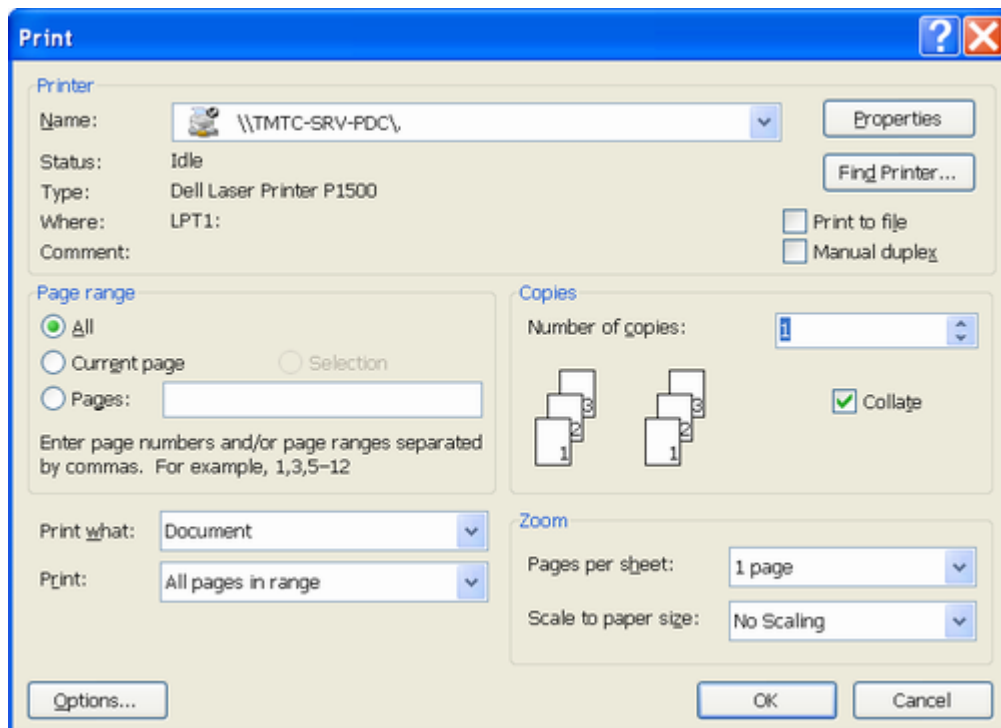 Print
Printer
Name: \\TMTC-SRV-PDC\, Properties
Status: Idle
Find Printer...
Type: Dell Laser Printer P1500
Where: LPT1: Print to file
Comment: Manual duplex
Page range
All
Current page Selection
Pages:
Enter page numbers and/or page ranges separated
by commas. For example, 1,3,5–12
Copies
Number of copies: 1
3 3
2 2
1 1
Collate
Print what: Document
Print: All pages in range
Zoom
Pages per sheet: 1 page
Scale to paper size: No Scaling
Options... OK Cancel